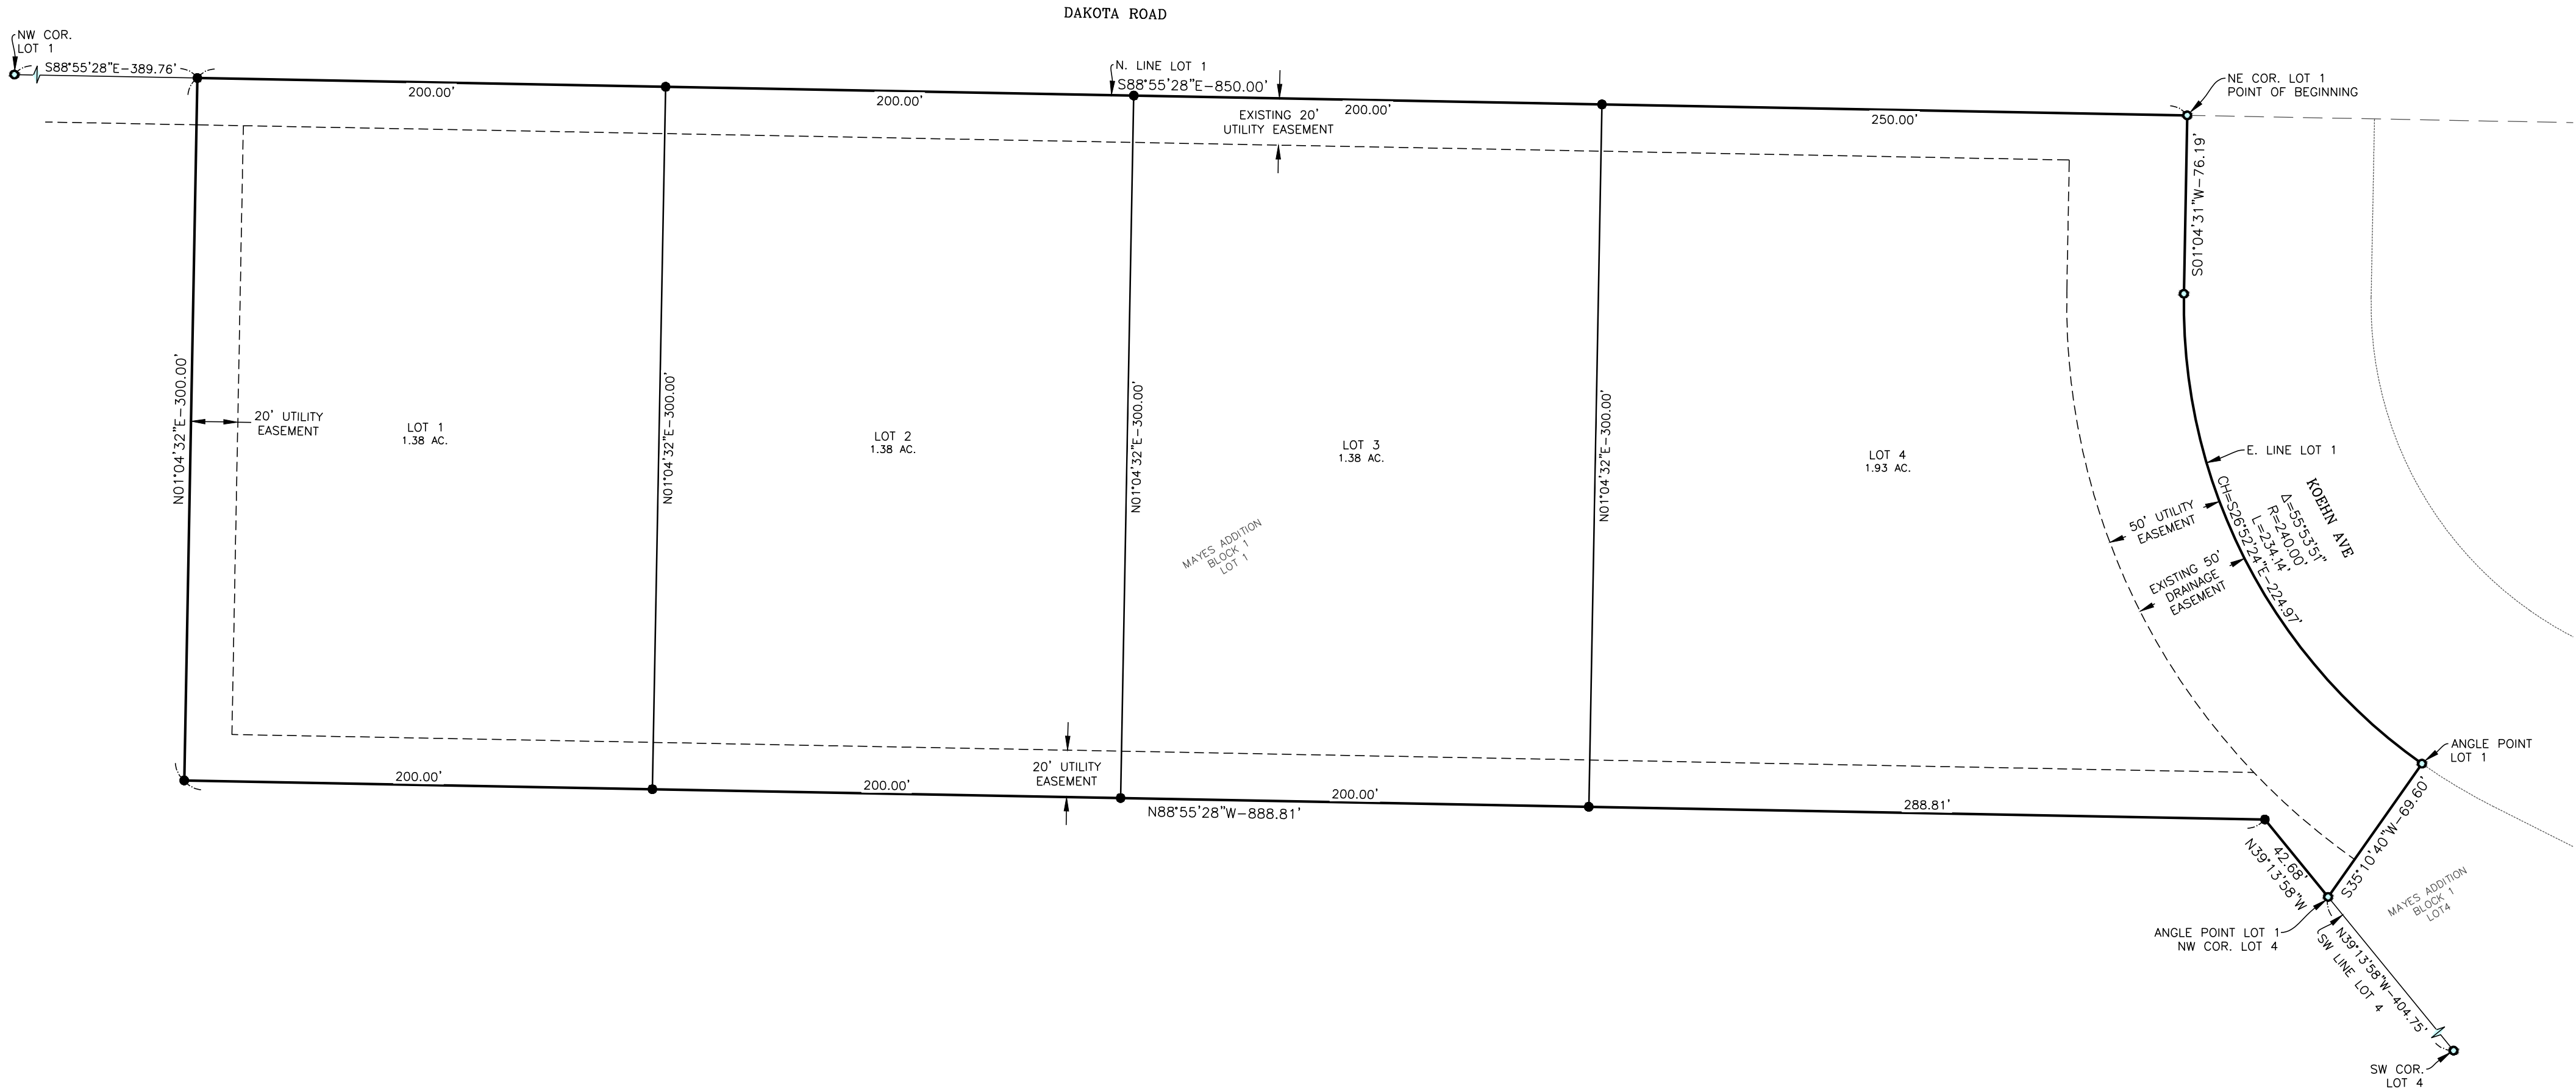 DAKOTA ROAD
NW COR.
LOT 1
S88°55'28"E-389.76'
N. LINE LOT 1
S88°55'28"E-850.00'
200.00'
200.00'
200.00'
250.00'
EXISTING 20'
UTILITY EASEMENT
NE COR. LOT 1
POINT OF BEGINNING
S01°04'31"W-76.19'
N01°04'32"E-300.00'
20' UTILITY
EASEMENT
LOT 1
1.38 AC.
N01°04'32"E-300.00'
LOT 2
1.38 AC.
N01°04'32"E-300.00'
LOT 3
1.38 AC.
N01°04'32"E-300.00'
LOT 4
1.93 AC.
MAYES ADDITION
BLOCK 1
LOT 1
E. LINE LOT 1
KOEHN AVE
Δ=55°53'51"
R=240.00'
L=234.14'
CH=S26°52'24"E-224.97'
50' UTILITY
EASEMENT
EXISTING 50'
DRAINAGE
EASEMENT
ANGLE POINT
LOT 1
200.00'
200.00'
20' UTILITY
EASEMENT
200.00'
288.81'
N88°55'28"W-888.81'
S35°10'40"W-69.60'
42.68'
N39°13'58"W
MAYES ADDITION
BLOCK 1
LOT4
ANGLE POINT LOT 1
NW COR. LOT 4
N39°13'58"W-404.75'
SW LINE LOT 4
SW COR.
LOT 4